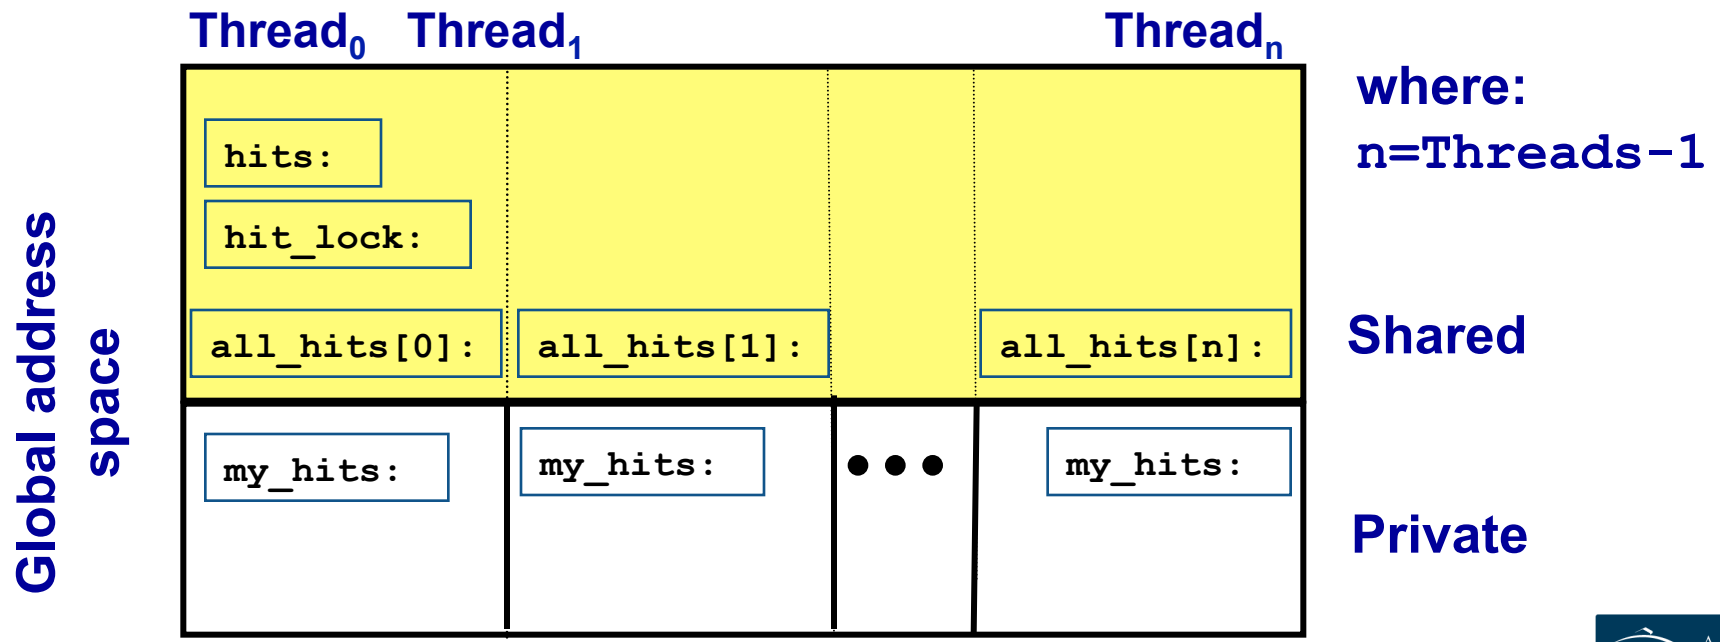 Thread0 Thread1 Threadn
where:
n=Threads-1
hits:
hit_lock:
all_hits[0]: all_hits[1]: all_hits[n]:
Shared
my_hits: my_hits: ●●● my_hits:
Private
Global address
space